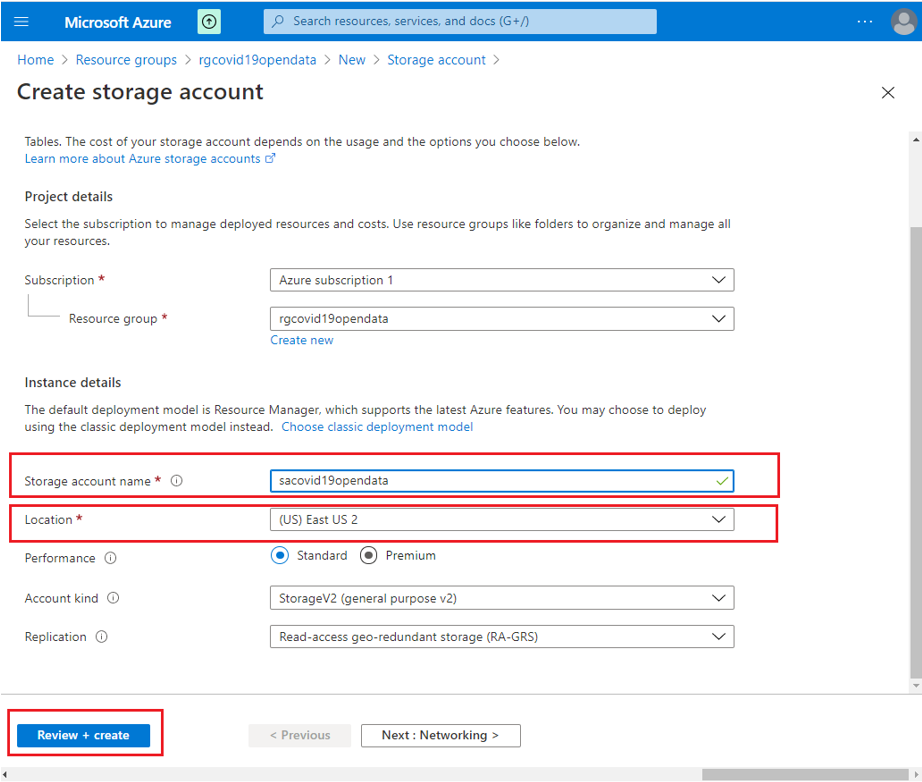 Microsoft Azure
Search resources, services, and docs (G+/)
Home > Resource groups > rgcovid19opendata > New > Storage account >
Create storage account
Tables. The cost of your storage account depends on the usage and the options you choose below.
Learn more about Azure storage accounts
Project details
Select the subscription to manage deployed resources and costs. Use resource groups like folders to organize and manage all
your resources.
Subscription * Azure subscription 1
Resource group * rgcovid19opendata
Create new
Instance details
The default deployment model is Resource Manager, which supports the latest Azure features. You may choose to deploy
using the classic deployment model instead. Choose classic deployment model
Storage account name * sacovid19opendata
Location * (US) East US 2
Performance Standard Premium
Account kind StorageV2 (general purpose v2)
Replication Read-access geo-redundant storage (RA-GRS)
Review + create < Previous Next : Networking >